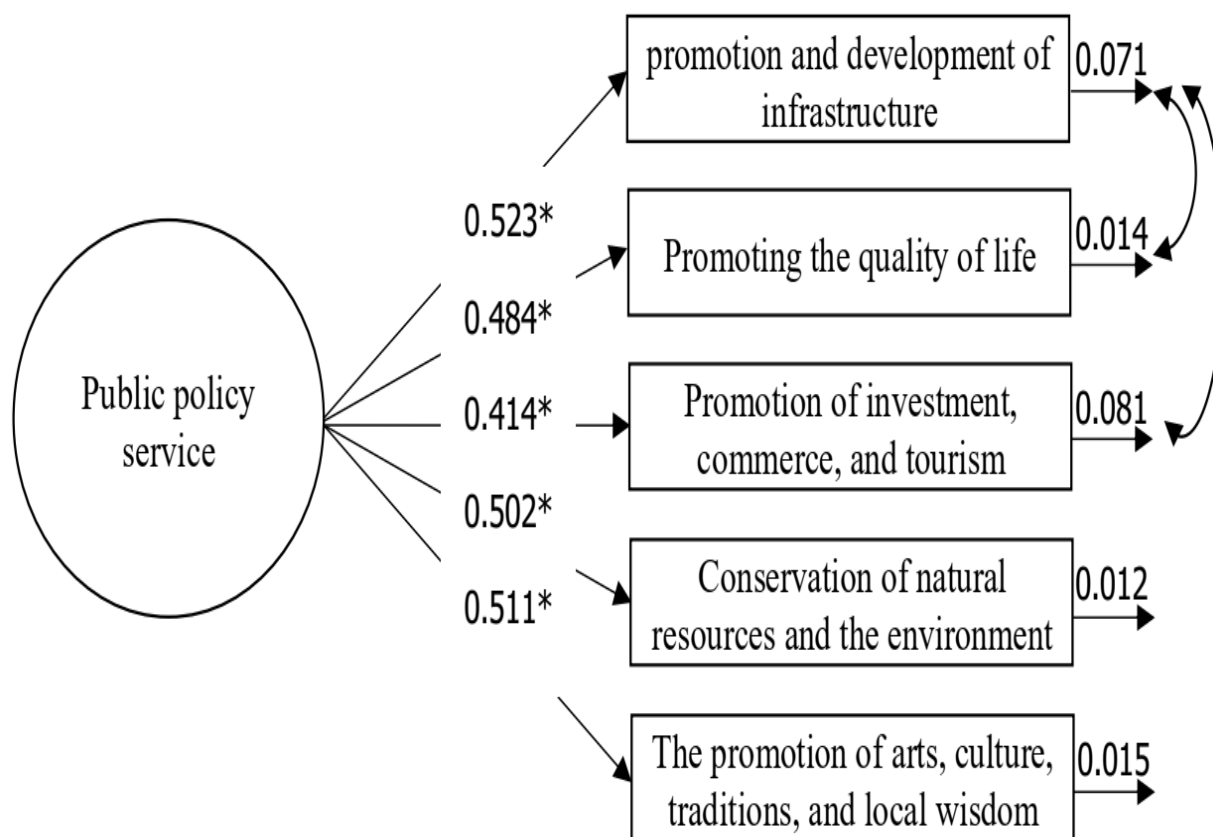 promotion and development of
infrastructure
0.071
0.523*
Promoting the quality of life
0.014
0.484*
Public policy
service
0.414*
Promotion of investment,
commerce, and tourism
0.081
0.502*
Conservation of natural
resources and the environment
0.012
0.511*
The promotion of arts, culture,
traditions, and local wisdom
0.015